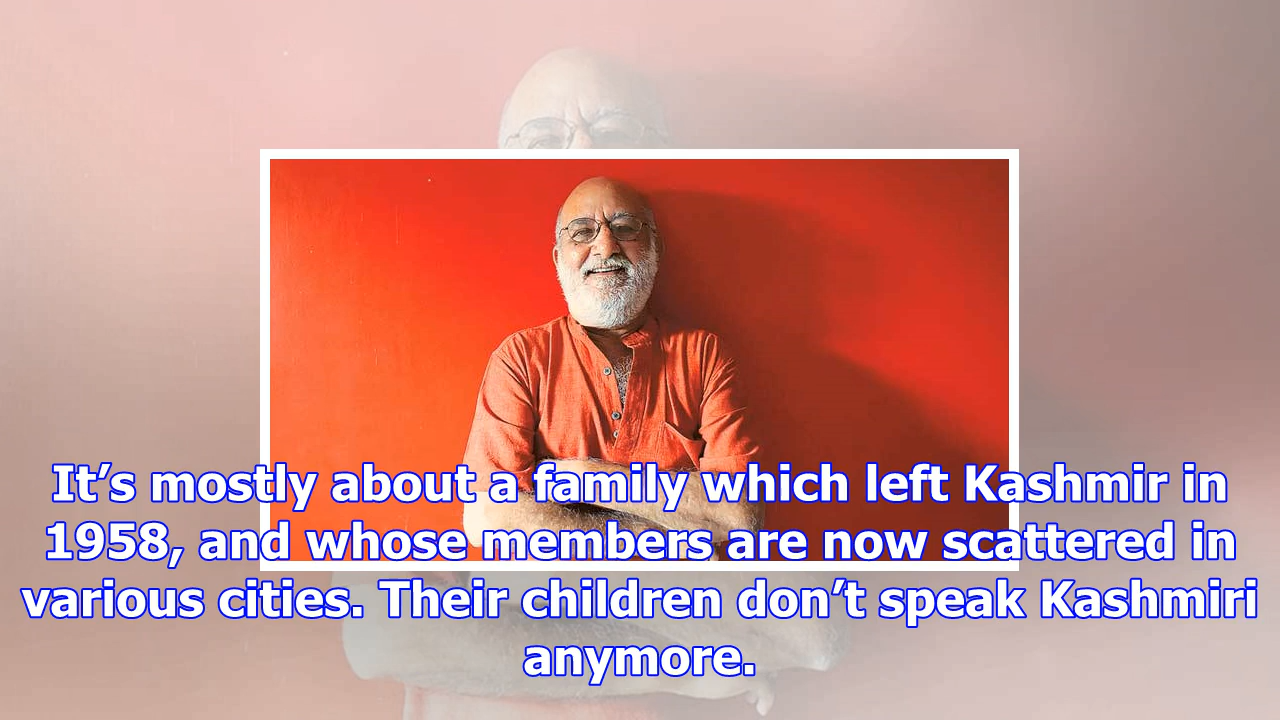 It’s mostly about a family which left Kashmir in
1958, and whose members are now scattered in
various cities. Their children don’t speak Kashmiri
anymore.